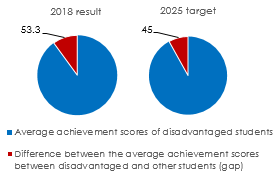 2018 result
2025 target
53.3
45
Average achievement scores of disadvantaged students
Difference between the average achievement scores
between disadvantaged and other students (gap)